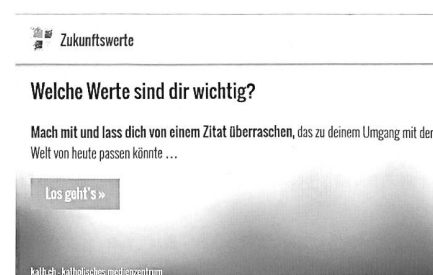 Zukunftswerte
Welche Werte sind dir wichtig?
Mach mit und lass dich von einem Zitat überraschen, das zu deinem Umgang mit der
Welt von heute passen könnte ...
Los geht's »
kath.ch - katholisches medienzentrum